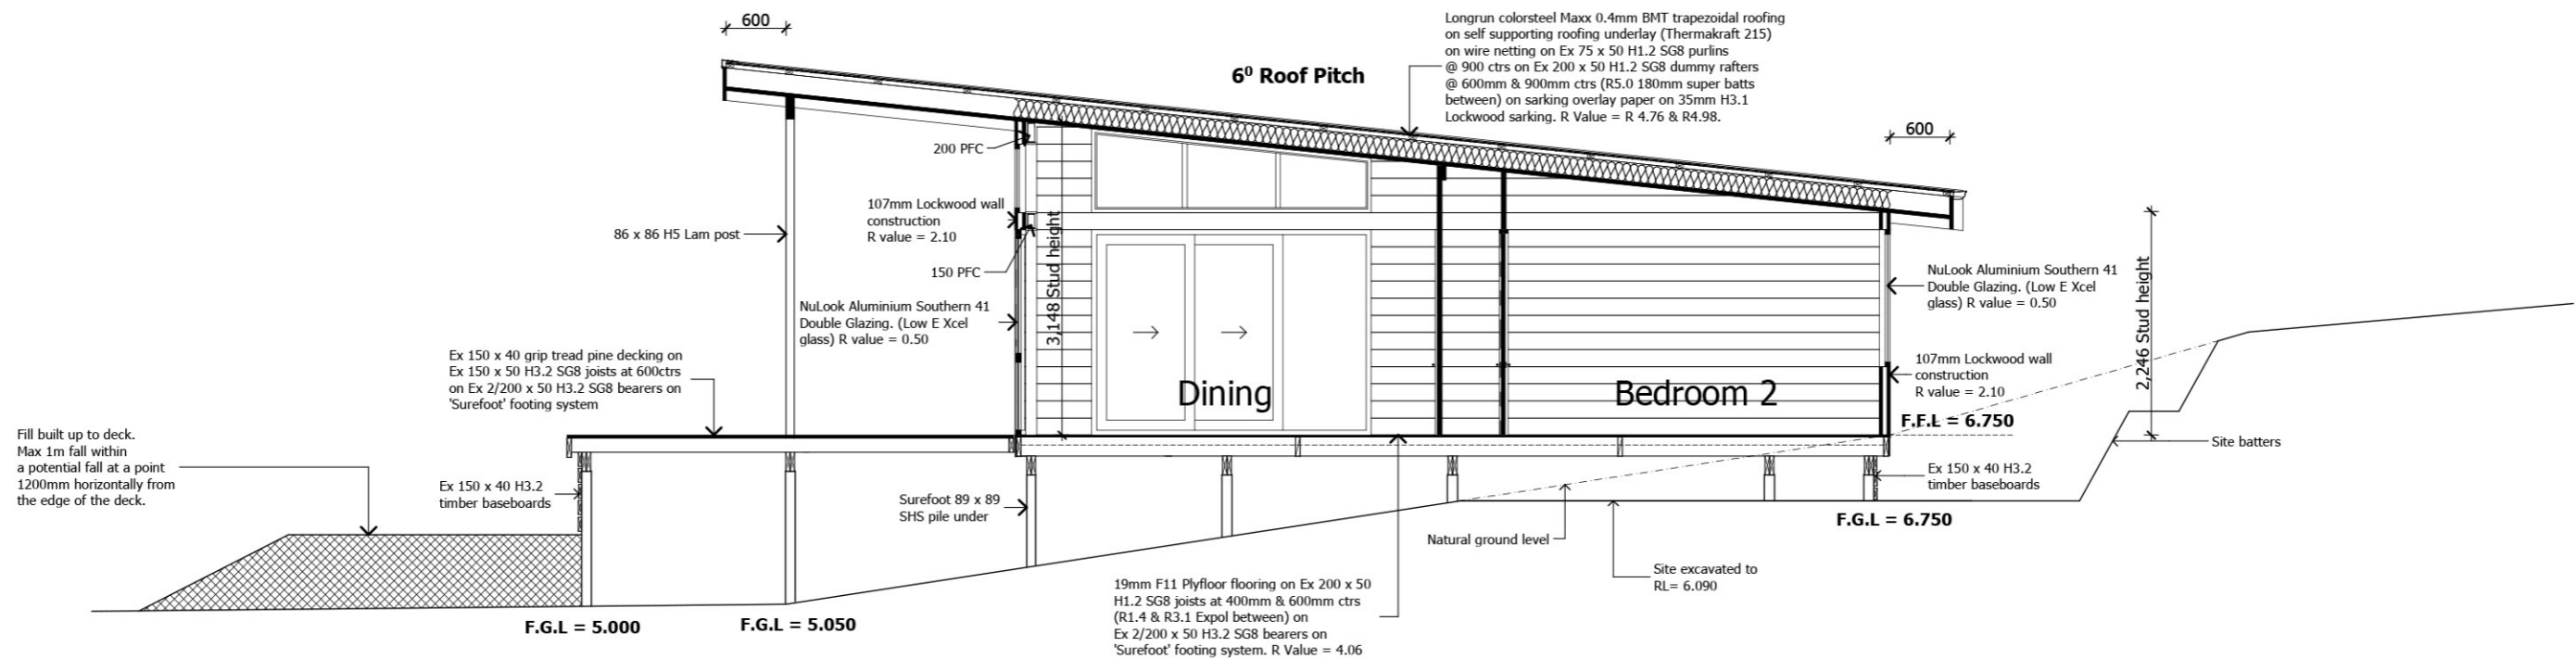 600
Longrun colorsteel Maxx 0.4mm BMT trapezoidal roofing
on self supporting roofing underlay (Thermakraft 215)
on wire netting on Ex 75 x 50 H1.2 SG8 purlins
@ 900 ctrs on Ex 200 x 50 H1.2 SG8 dummy rafters
@ 600mm & 900mm ctrs (R5.0 180mm super batts
between) on sarking overlay paper on 35mm H3.1
Lockwood sarking. R Value = R 4.76 & R4.98.
6⁰ Roof Pitch
600
200 PFC
107mm Lockwood wall
construction
R value = 2.10
86 x 86 H5 Lam post
150 PFC
3,148 Stud height
NuLook Aluminium Southern 41
Double Glazing. (Low E Xcel
glass) R value = 0.50
NuLook Aluminium Southern 41
Double Glazing. (Low E Xcel
glass) R value = 0.50
2,246 Stud height
Ex 150 x 40 grip tread pine decking on
Ex 150 x 50 H3.2 SG8 joists at 600ctrs
on Ex 2/200 x 50 H3.2 SG8 bearers on
'Surefoot' footing system
107mm Lockwood wall
construction
R value = 2.10
Dining
Bedroom 2
F.F.L = 6.750
Site batters
Fill built up to deck.
Max 1m fall within
a potential fall at a point
1200mm horizontally from
the edge of the deck.
Ex 150 x 40 H3.2
timber baseboards
Surefoot 89 x 89
SHS pile under
Ex 150 x 40 H3.2
timber baseboards
F.G.L = 6.750
Natural ground level
Site excavated to
RL= 6.090
19mm F11 Plyfloor flooring on Ex 200 x 50
H1.2 SG8 joists at 400mm & 600mm ctrs
(R1.4 & R3.1 Expol between) on
Ex 2/200 x 50 H3.2 SG8 bearers on
'Surefoot' footing system. R Value = 4.06
F.G.L = 5.000
F.G.L = 5.050